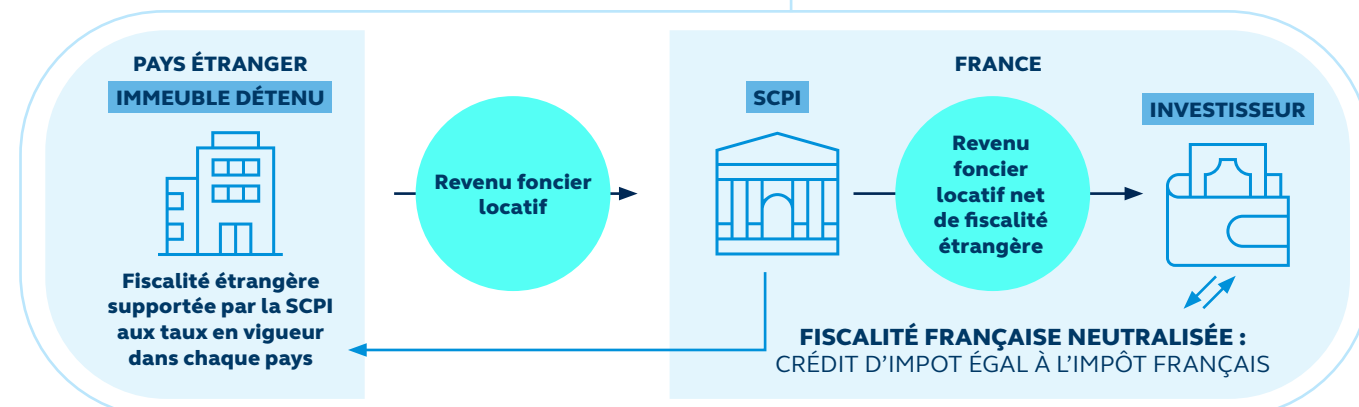 PAYS ÉTRANGER
IMMEUBLE DÉTENU
Fiscalité étrangère
supportée par la SCPI
aux taux en vigueur
dans chaque pays
Revenu foncier
locatif
FRANCE
SCPI
Revenu
foncier
locatif net
de fiscalité
étrangère
INVESTISSEUR
FISCALITÉ FRANÇAISE NEUTRALISÉE :
CRÉDIT D'IMPOT ÉGAL À L'IMPÔT FRANÇAIS